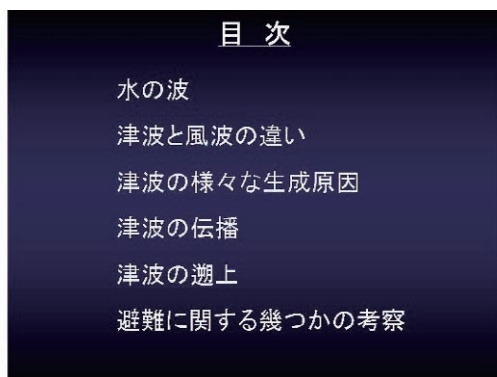 目 次
水の波
津波と風波の違い
津波の様々な生成原因
津波の伝播
津波の遡上
避難に関する幾つかの考察